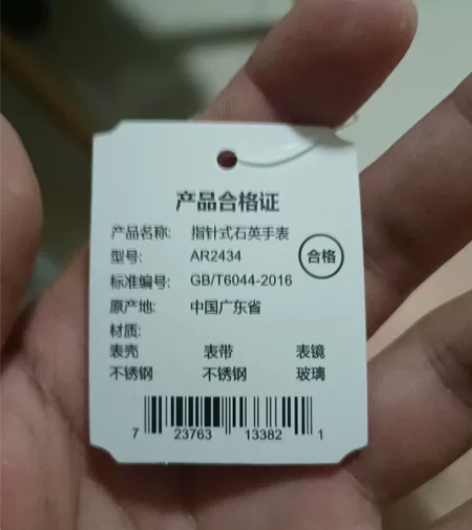 产品合格证
产品名称: 指针式石英手表
型号: AR2434
合格
标准编号: GB/T6044-2016
原产地: 中国广东省
材质:
表壳 表带 表镜
不锈钢 不锈钢 玻璃
7 23763 13382 1